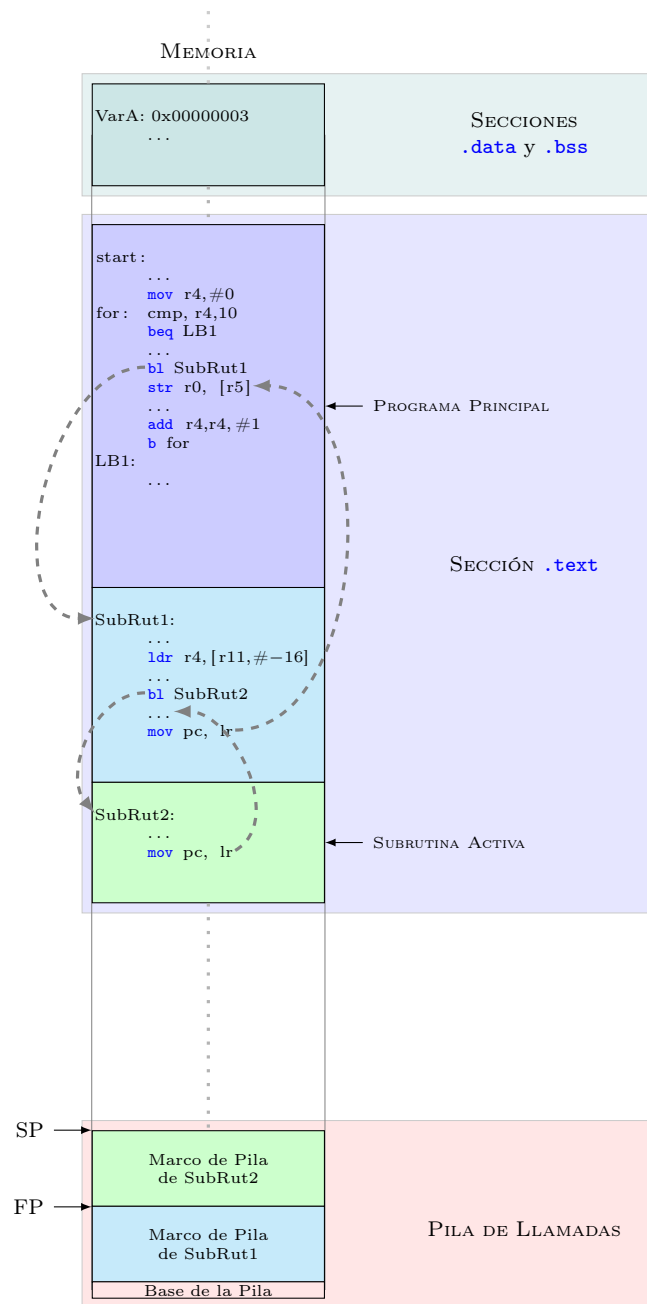 MEMORIA
VarA: 0x00000003
...
SECCIONES
.data y .bss
start:
...
mov r4,#0
for: cmp, r4,10
beq LB1
...
bl SubRut1
str r0, [r5]
...
add r4,r4,#1
b for
LB1:
...
PROGRAMA PRINCIPAL
SECCIÓN .text
SubRut1:
...
ldr r4,[r11,#−16]
...
bl SubRut2
...
mov pc, lr
SubRut2:
...
mov pc, lr
SUBRUTINA ACTIVA
SP
Marco de Pila
de SubRut2
FP
Marco de Pila
de SubRut1
PILA DE LLAMADAS
Base de la Pila